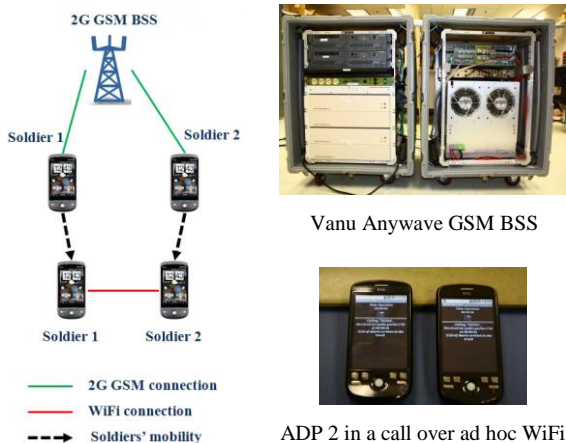 2G GSM BSS
Soldier 1
Soldier 2
Soldier 1
Soldier 2
2G GSM connection
WiFi connection
Soldiers' mobility
Vanu Anywave GSM BSS
ADP 2 in a call over ad hoc WiFi